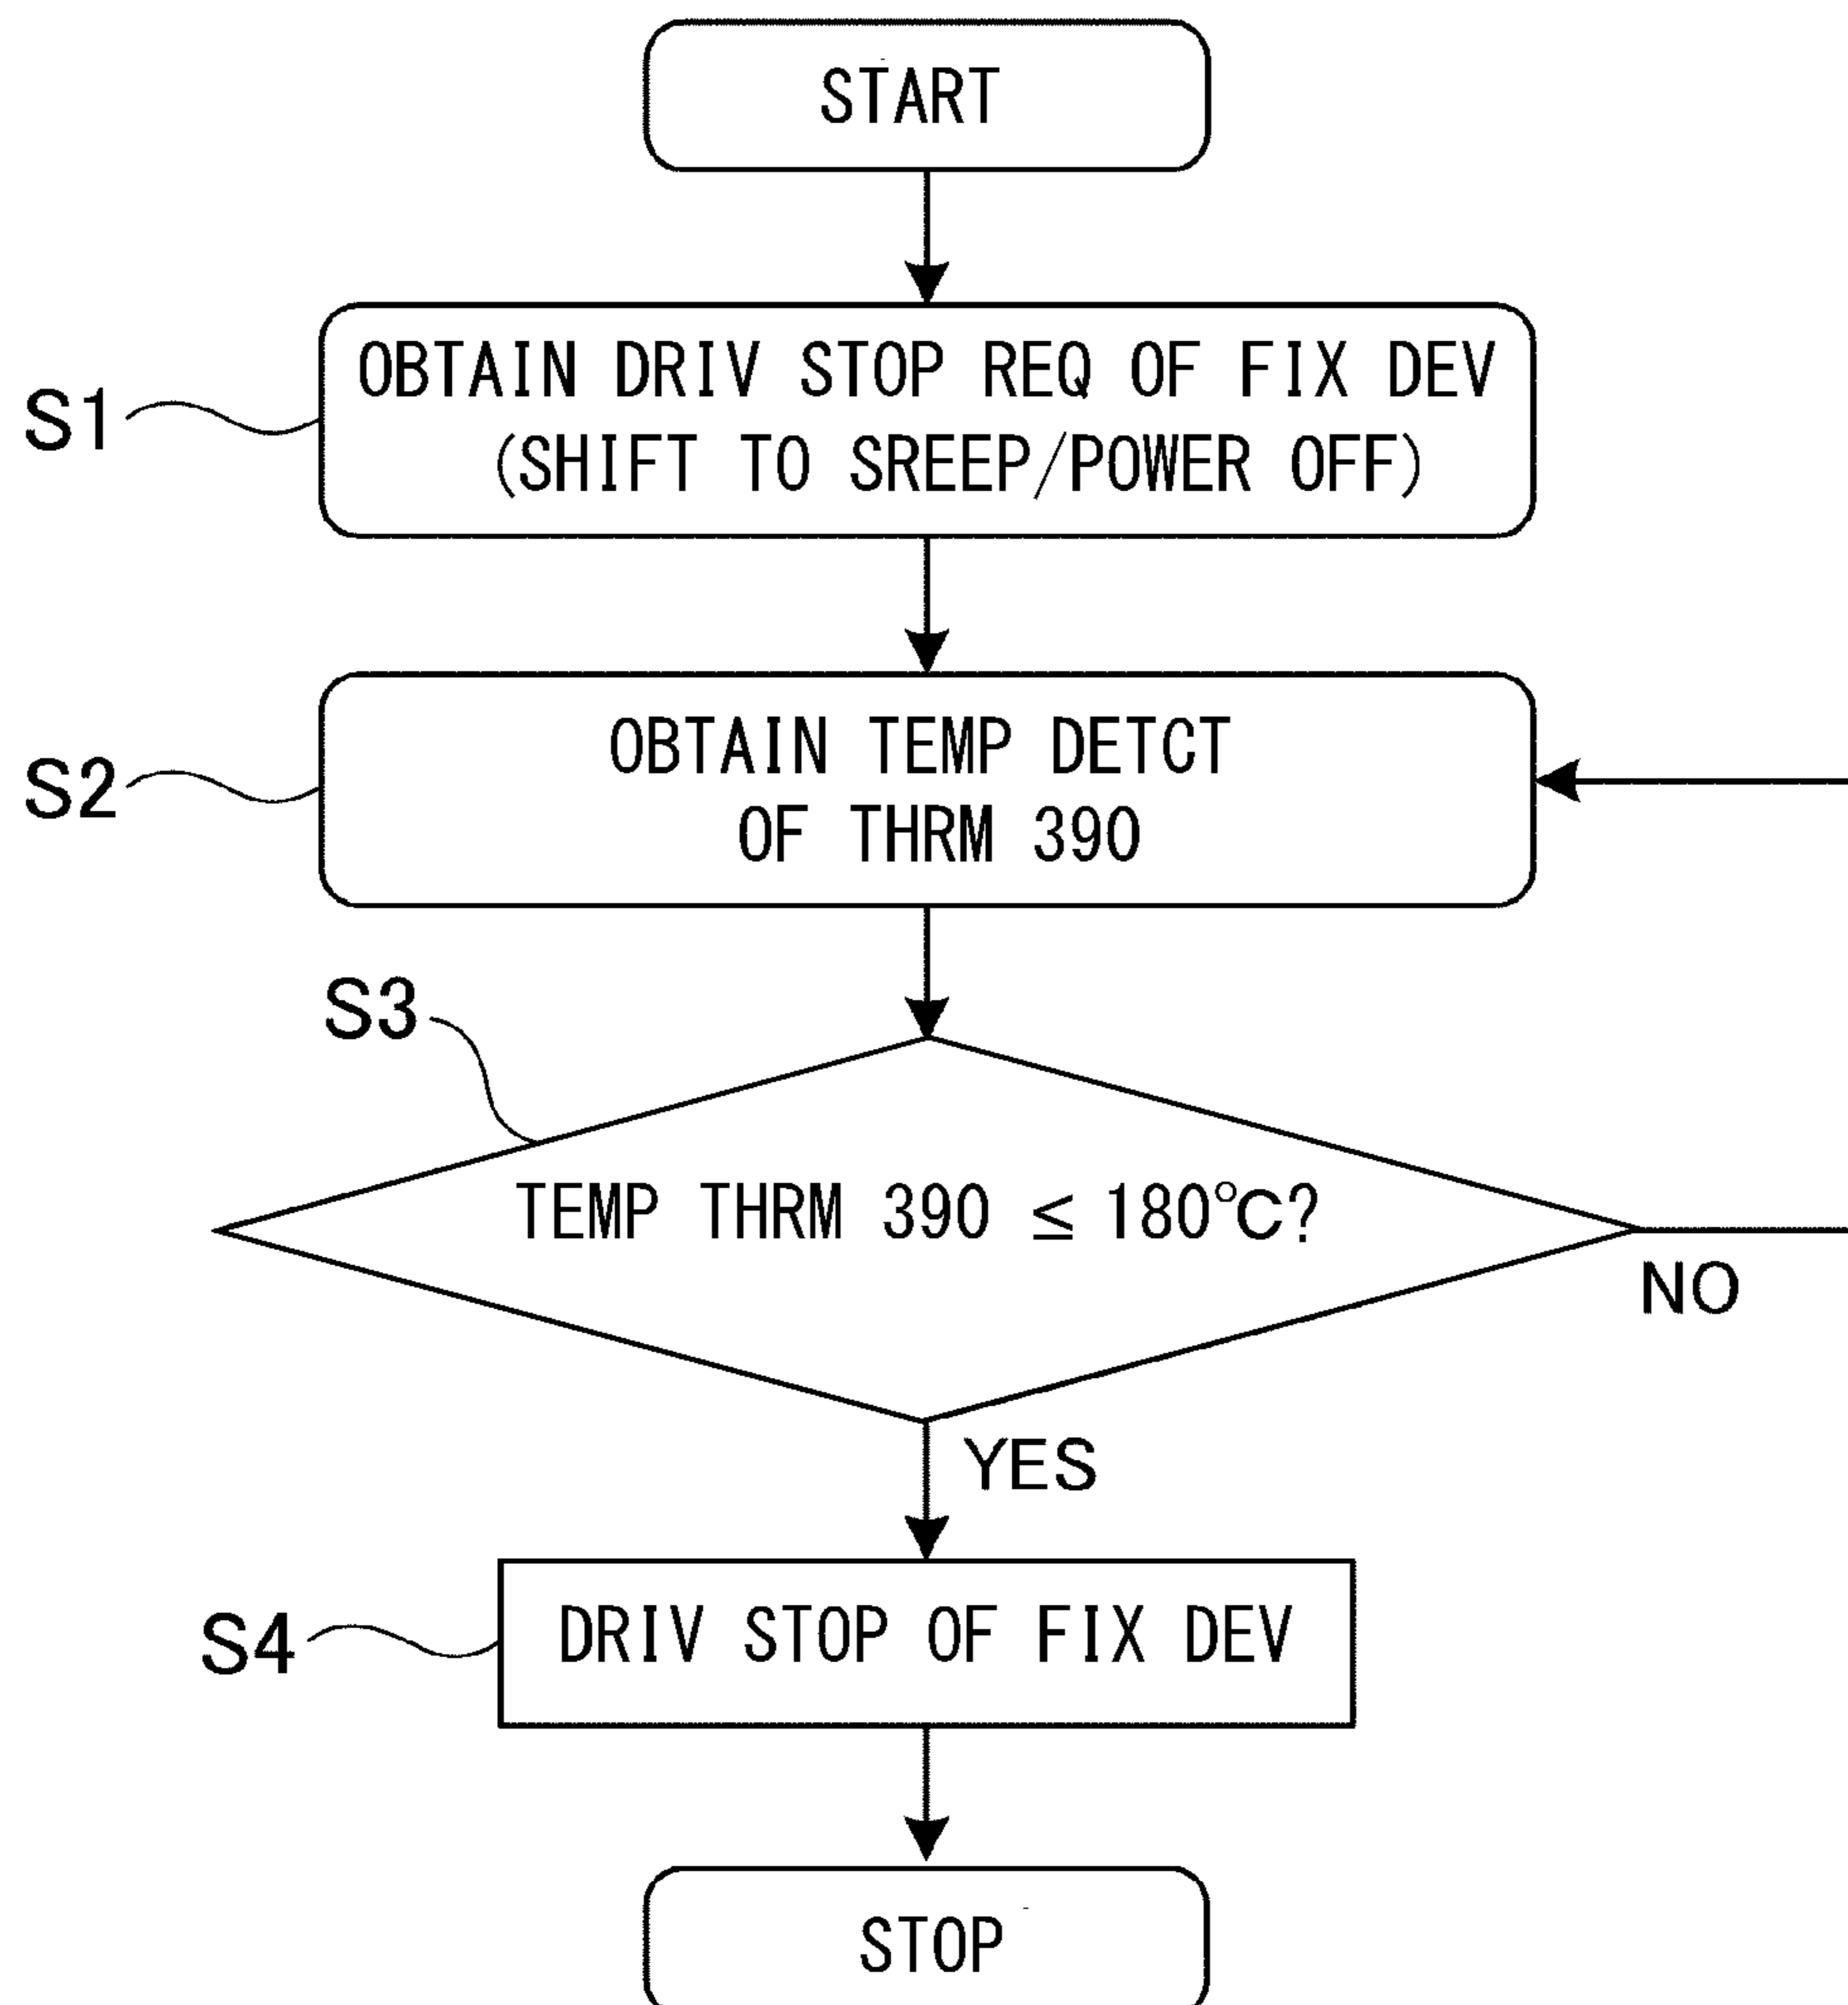 START
S1
OBTAIN DRIV STOP REQ OF FIX DEV
(SHIFT TO SREEP/POWER OFF)
S2
OBTAIN TEMP DETCT
OF THRM 390
S3
TEMP THRM 390 ≤ 180℃?
NO
YES
S4
DRIV STOP OF FIX DEV
STOP